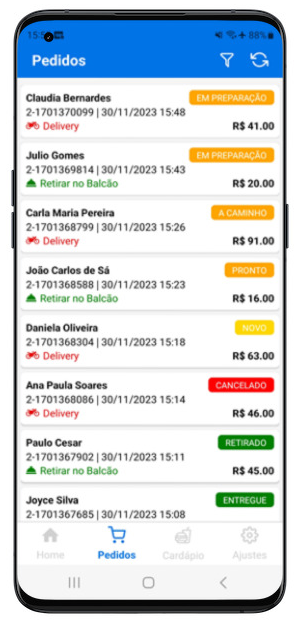 88%
Pedidos
Claudia Bernardes EM PREPARAÇÃO
2-1701370099 | 30/11/2023 15:48
Delivery R$ 41.00
Julio Gomes EM PREPARAÇÃO
2-1701369814 | 30/11/2023 15:43
Retirar no Balcão R$ 20.00
Carla Maria Pereira A CAMINHO
2-1701368799 | 30/11/2023 15:26
Delivery R$ 91.00
João Carlos de Sá PRONTO
2-1701368588 | 30/11/2023 15:23
Retirar no Balcão R$ 16.00
Daniela Oliveira NOVO
2-1701368304 | 30/11/2023 15:18
Delivery R$ 63.00
Ana Paula Soares CANCELADO
2-1701368086 | 30/11/2023 15:14
Delivery R$ 46.00
Paulo Cesar RETIRADO
2-1701367902 | 30/11/2023 15:11
Retirar no Balcão R$ 45.00
Joyce Silva ENTREGUE
2-1701367685 | 30/11/2023 15:08
Home Pedidos Cardápio Ajustes